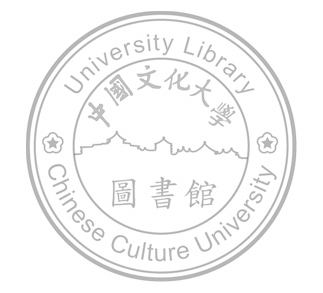 University Library
中國文化大學
圖書館
Chinese Culture University